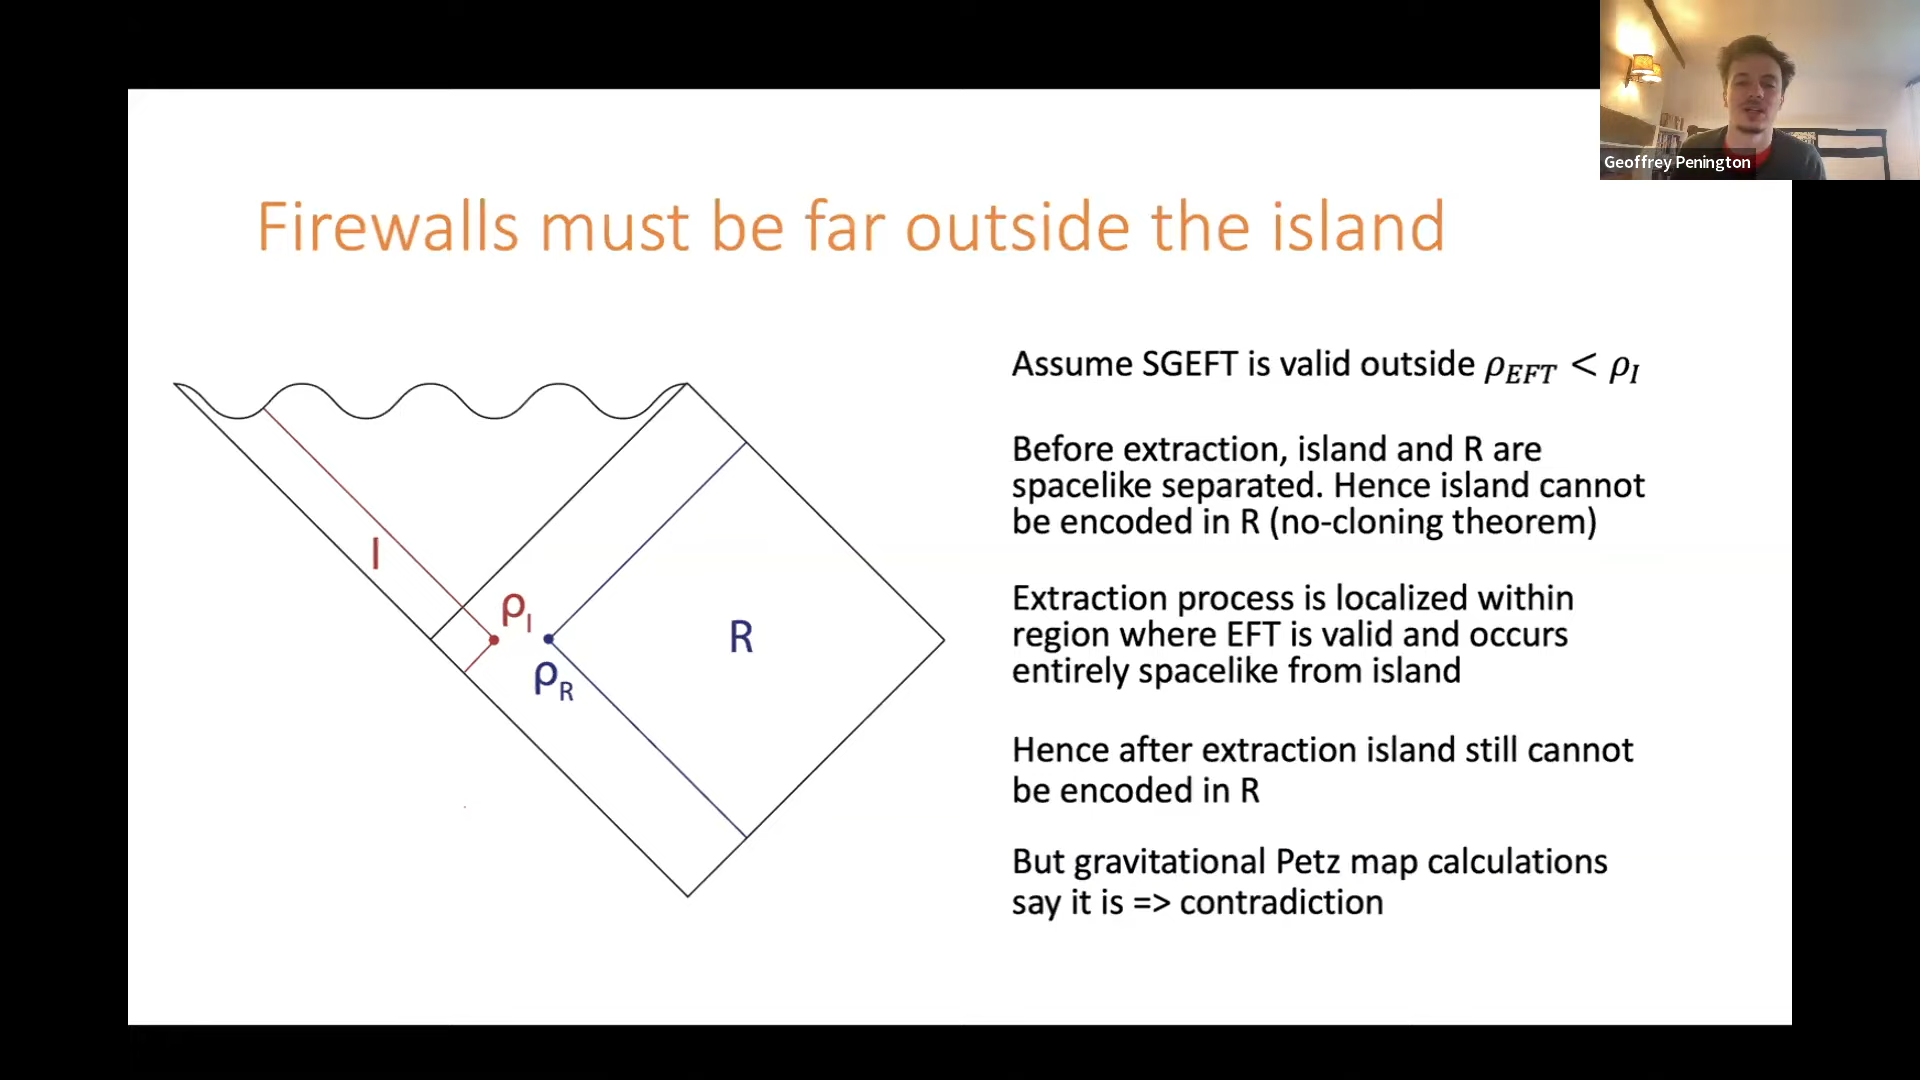 Geoffrey Penington
Firewalls must be far outside the island
Assume SGEFT is valid outside ρ_EFT < ρ_I
Before extraction, island and R are
spacelike separated. Hence island cannot
be encoded in R (no-cloning theorem)
Extraction process is localized within
region where EFT is valid and occurs
entirely spacelike from island
Hence after extraction island still cannot
be encoded in R
But gravitational Petz map calculations
say it is => contradiction
I
ρ_I
ρ_R
R